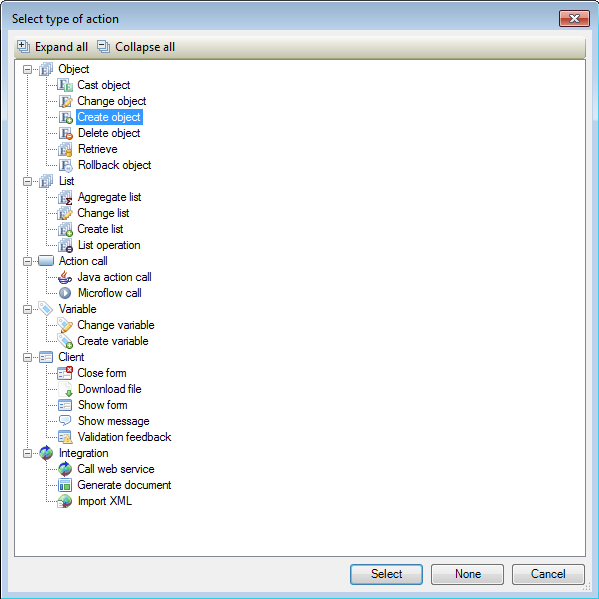 Select type of action
Expand all Collapse all
Object
Cast object
Change object
Create object
Delete object
Retrieve
Rollback object
List
Aggregate list
Change list
Create list
List operation
Action call
Java action call
Microflow call
Variable
Change variable
Create variable
Client
Close form
Download file
Show form
Show message
Validation feedback
Integration
Call web service
Generate document
Import XML
Select None Cancel